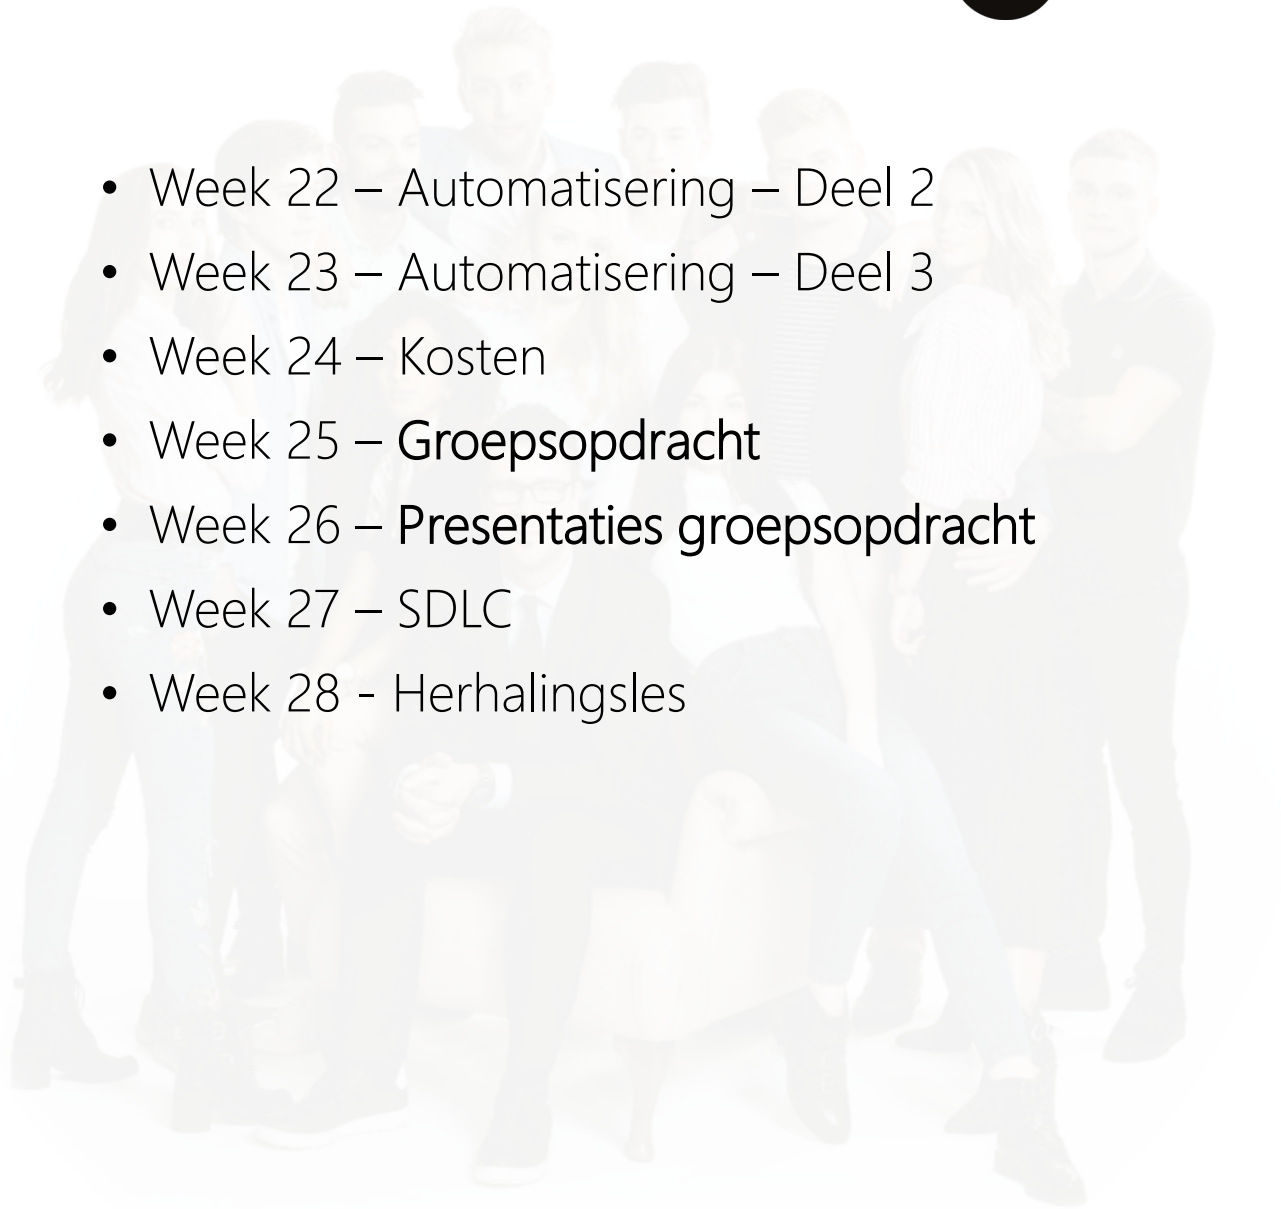 • Week 22 – Automatisering – Deel 2
• Week 23 – Automatisering – Deel 3
• Week 24 – Kosten
• Week 25 – Groepsopdracht
• Week 26 – Presentaties groepsopdracht
• Week 27 – SDLC
• Week 28 - Herhalingsles